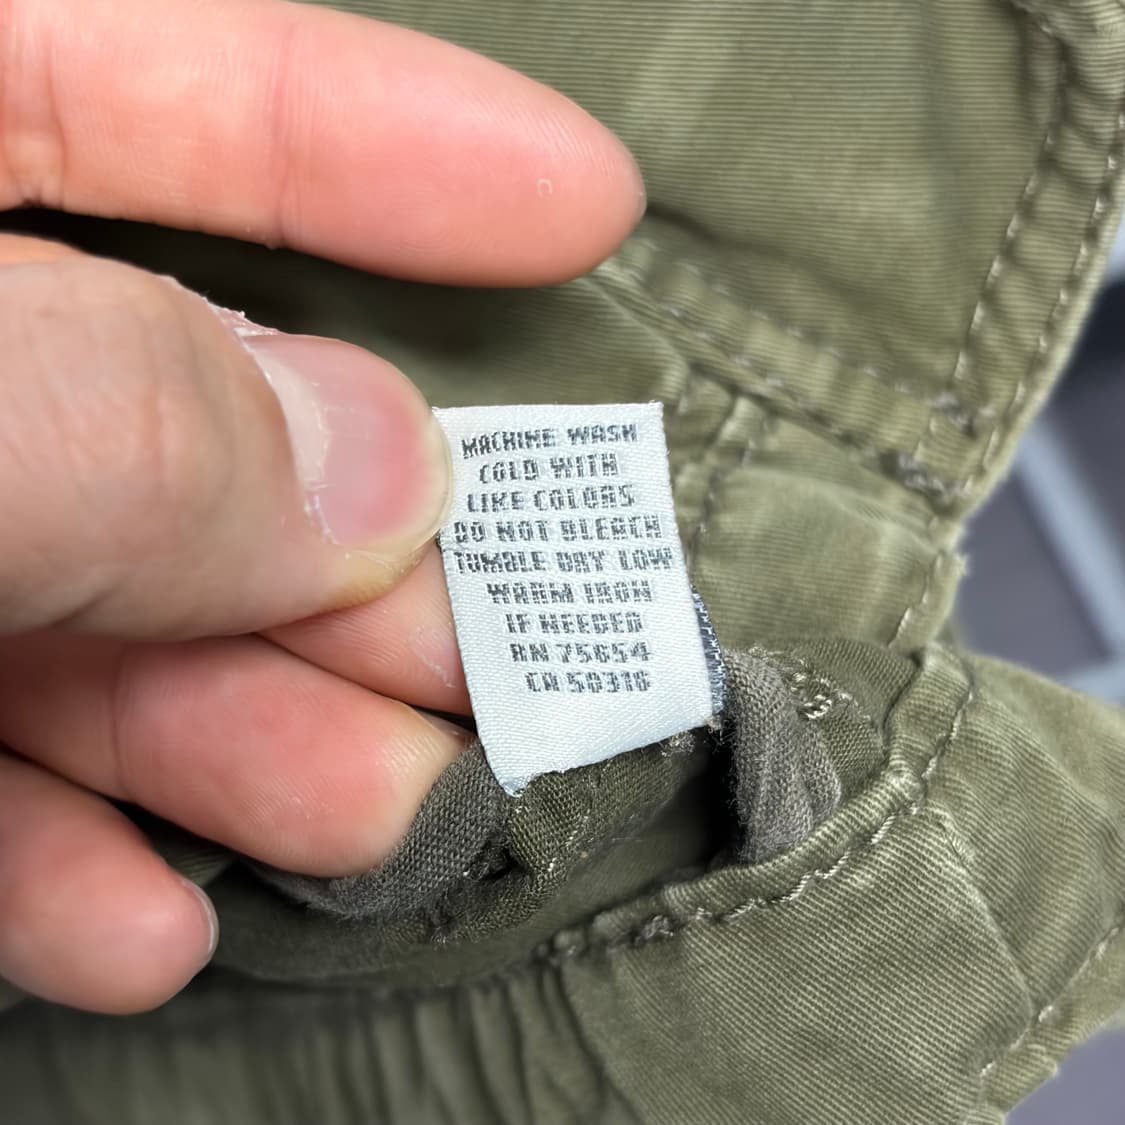 MACHINE WASH
COLD WITH
LIKE COLORS
DO NOT BLEACH
TUMBLE DRY LOW
WARM IRON
IF NEEDED
RN 75654
CA 50316